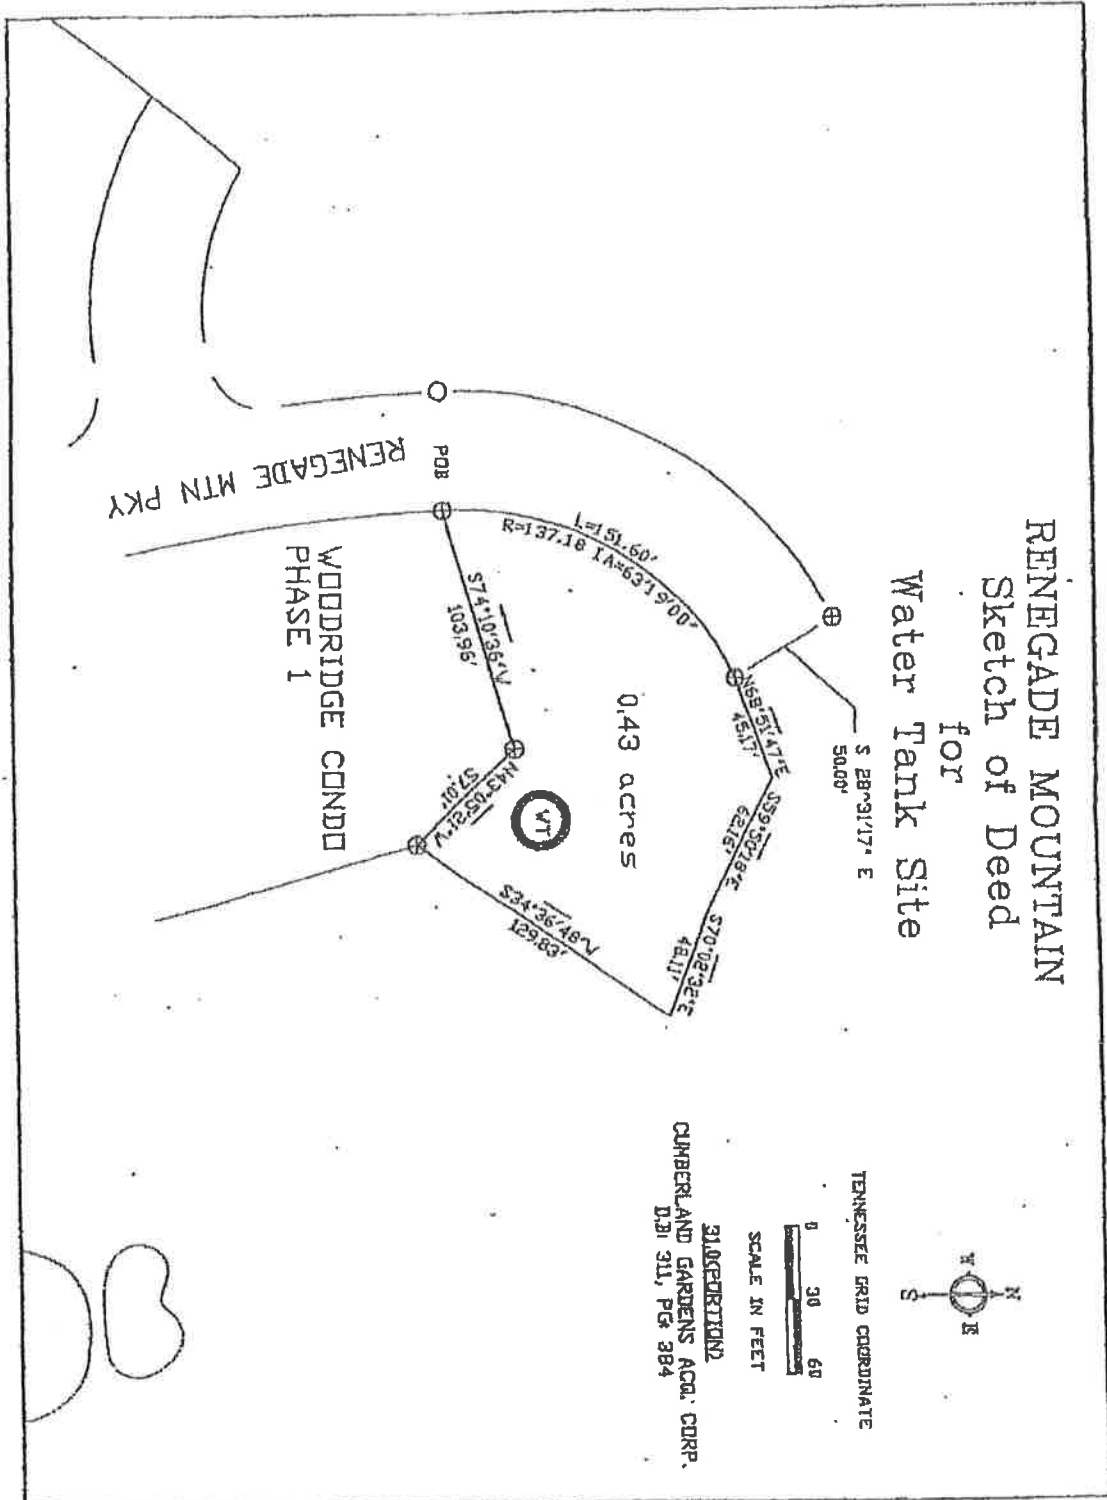 RENEGADE MOUNTAIN
Sketch of Deed
for
Water Tank Site
N
S
E
TENNESSEE GRID COORDINATE
0 30 60
SCALE IN FEET
CUMBERLAND GARDENS ACQ. CORP.
D.B. 311, PG. 384
S 28°31'17" E
50.00'
N68°51'47"E
45.17'
S59°50'18"E
62.16'
S70°02'32"E
48.11'
L=151.60'
R=137.18 IA=63°19'00"
0.43 acres
WT
S34°36'48"W
129.83'
POB
S74°10'36"W
103.96'
N43°05'21"W
57.01'
RENEGADE MTN PKY
WOODRIDGE CONDO
PHASE 1